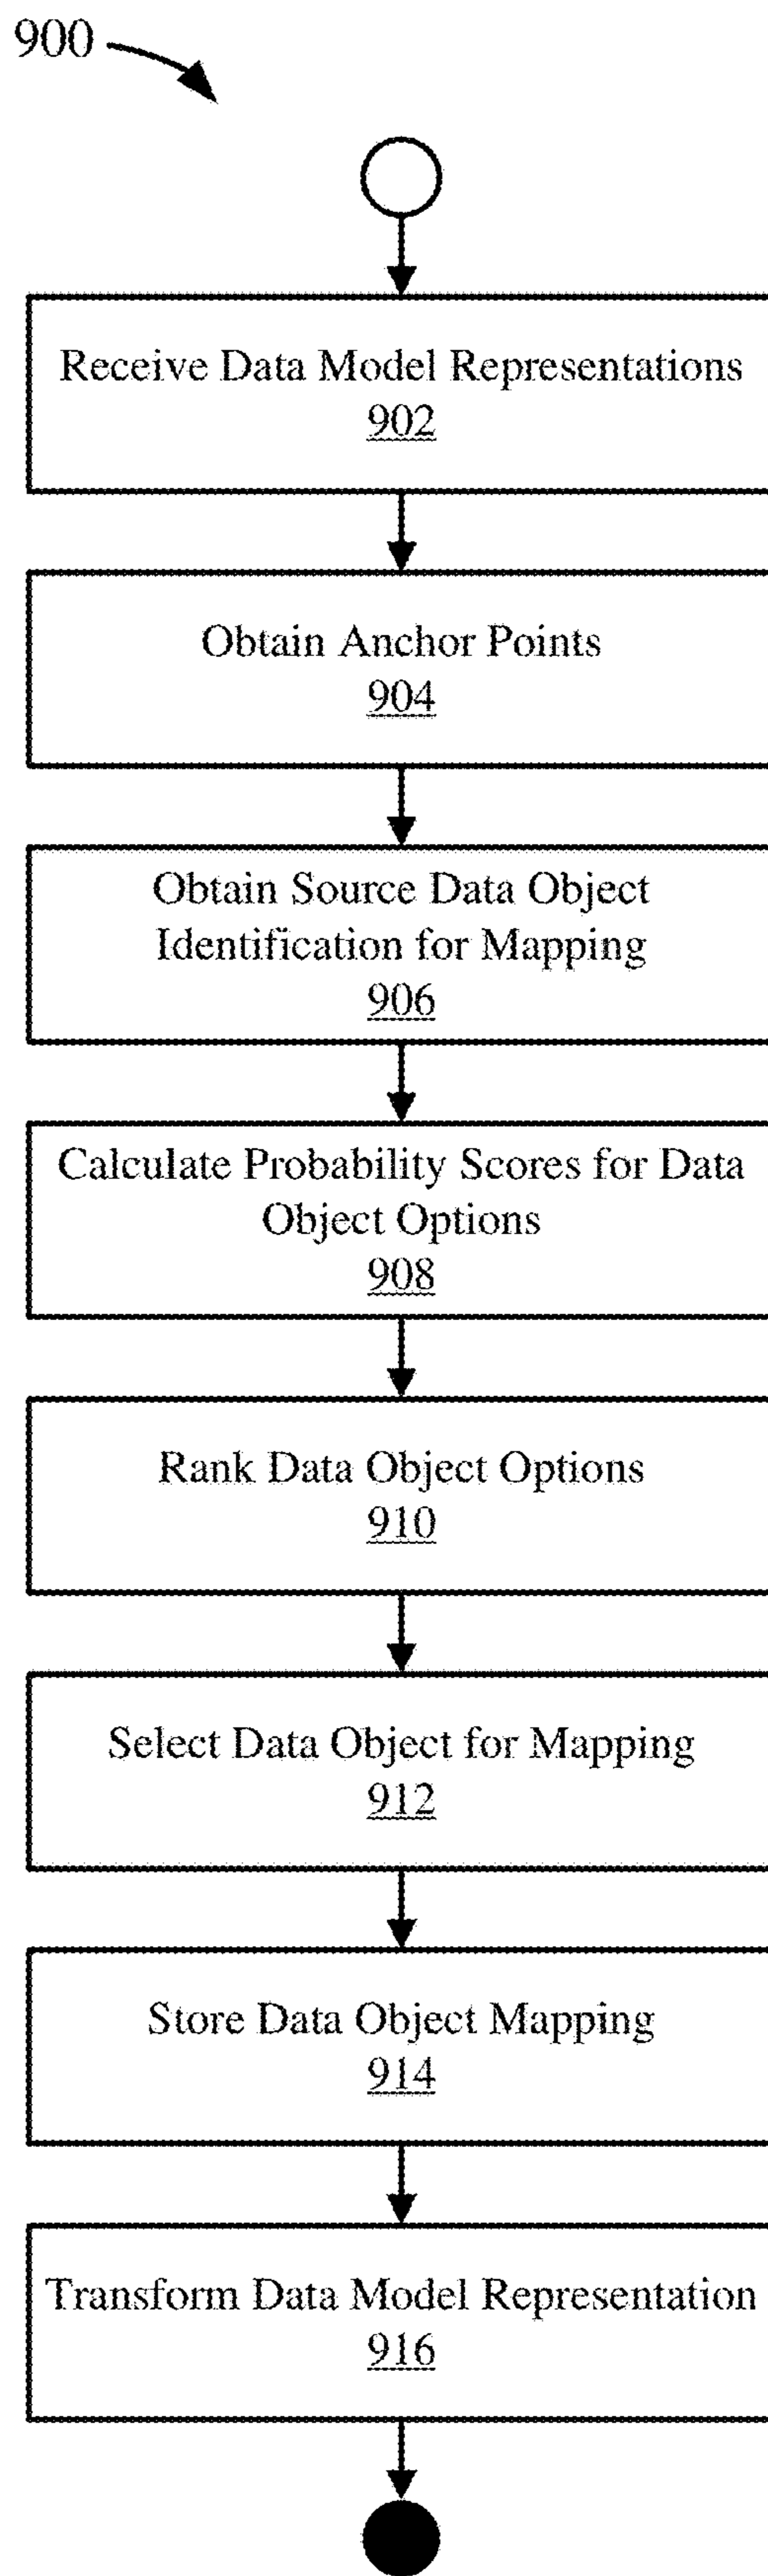 900
Receive Data Model Representations
902
Obtain Anchor Points
904
Obtain Source Data Object
Identification for Mapping
906
Calculate Probability Scores for Data
Object Options
908
Rank Data Object Options
910
Select Data Object for Mapping
912
Store Data Object Mapping
914
Transform Data Model Representation
916